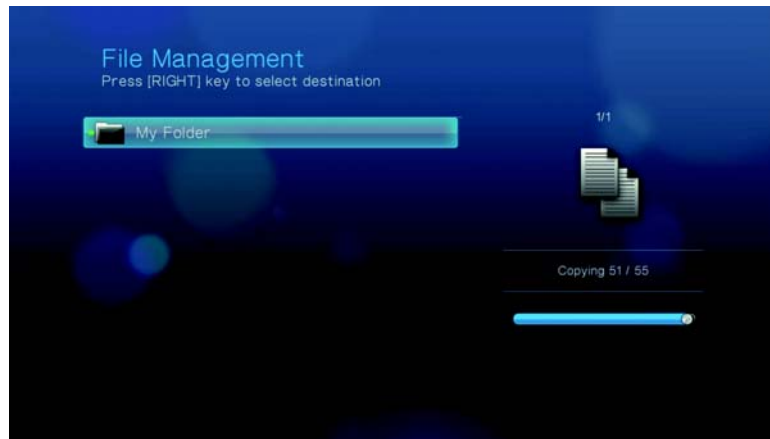 File Management
Press [RIGHT] key to select destination
My Folder
1/1
Copying 51 / 55